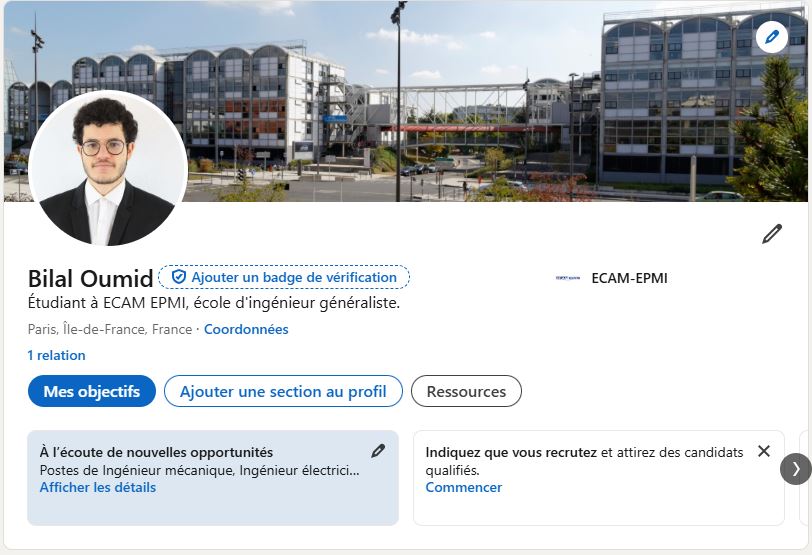 Bilal Oumid
Ajouter un badge de vérification
ECAM-EPMI
Étudiant à ECAM EPMI, école d'ingénieur généraliste.
Paris, Île-de-France, France · Coordonnées
1 relation
Mes objectifs
Ajouter une section au profil
Ressources
À l’écoute de nouvelles opportunités
Postes de Ingénieur mécanique, Ingénieur électrici...
Afficher les détails
Indiquez que vous recrutez et attirez des candidats
qualifiés.
Commencer